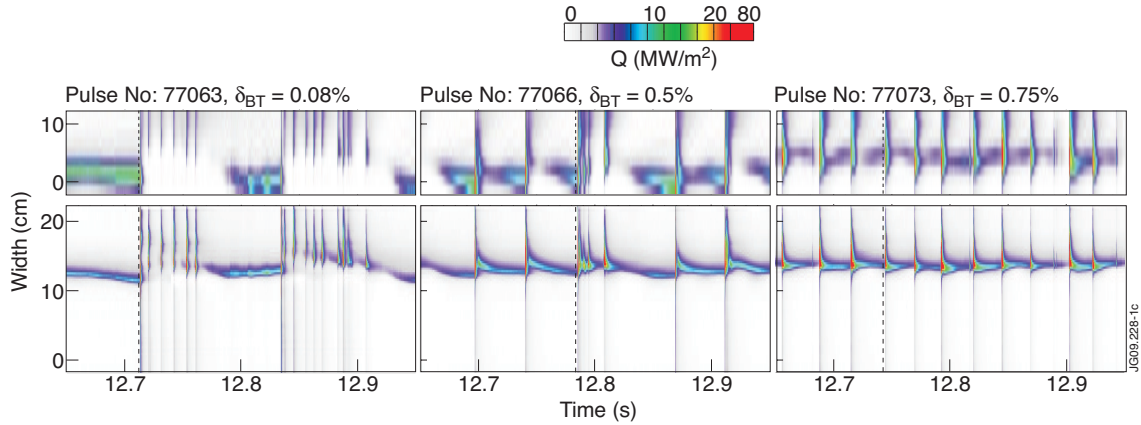 0 10 20 80
Q (MW/m²)
Pulse No: 77063, δBT = 0.08% Pulse No: 77066, δBT = 0.5% Pulse No: 77073, δBT = 0.75%
10
0
20
10
0
Width (cm)
12.7 12.8 12.9 12.7 12.8 12.9 12.7 12.8 12.9
Time (s)
JG09.228-1c